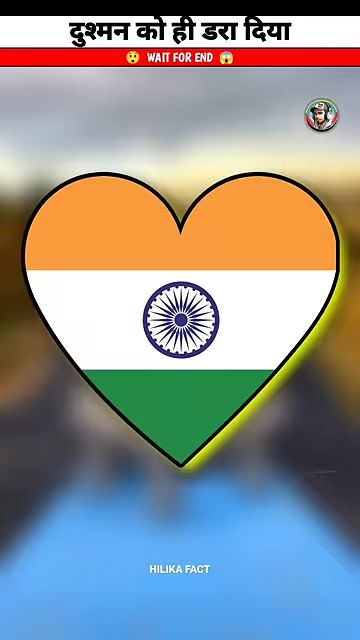 दुश्मन को ही डरा दिया
😲 WAIT FOR END 😱
HILIKA FACT